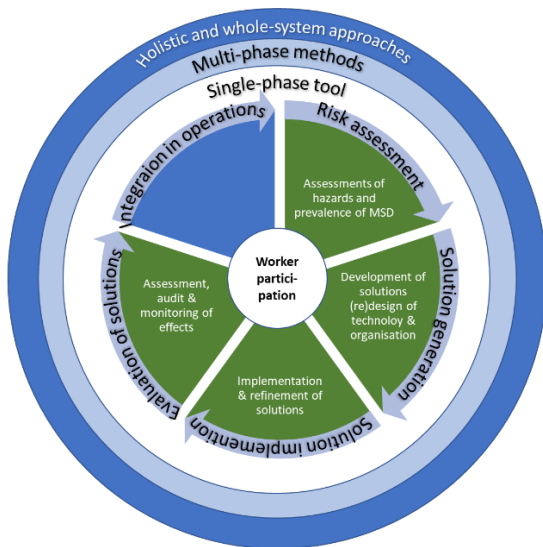 Holistic and whole-system approaches
Multi-phase methods
Single-phase tool
Risk assessment
Assessments of
hazards and
prevalence of MSD
Solution generation
Development of
solutions
(re)design of
technoloy &
organisation
Solution implemention
Implementation
& refinement of
solutions
Evaluation of solutions
Assessment,
audit &
monitoring of
effects
Integraion in operations
Worker
partici-
pation